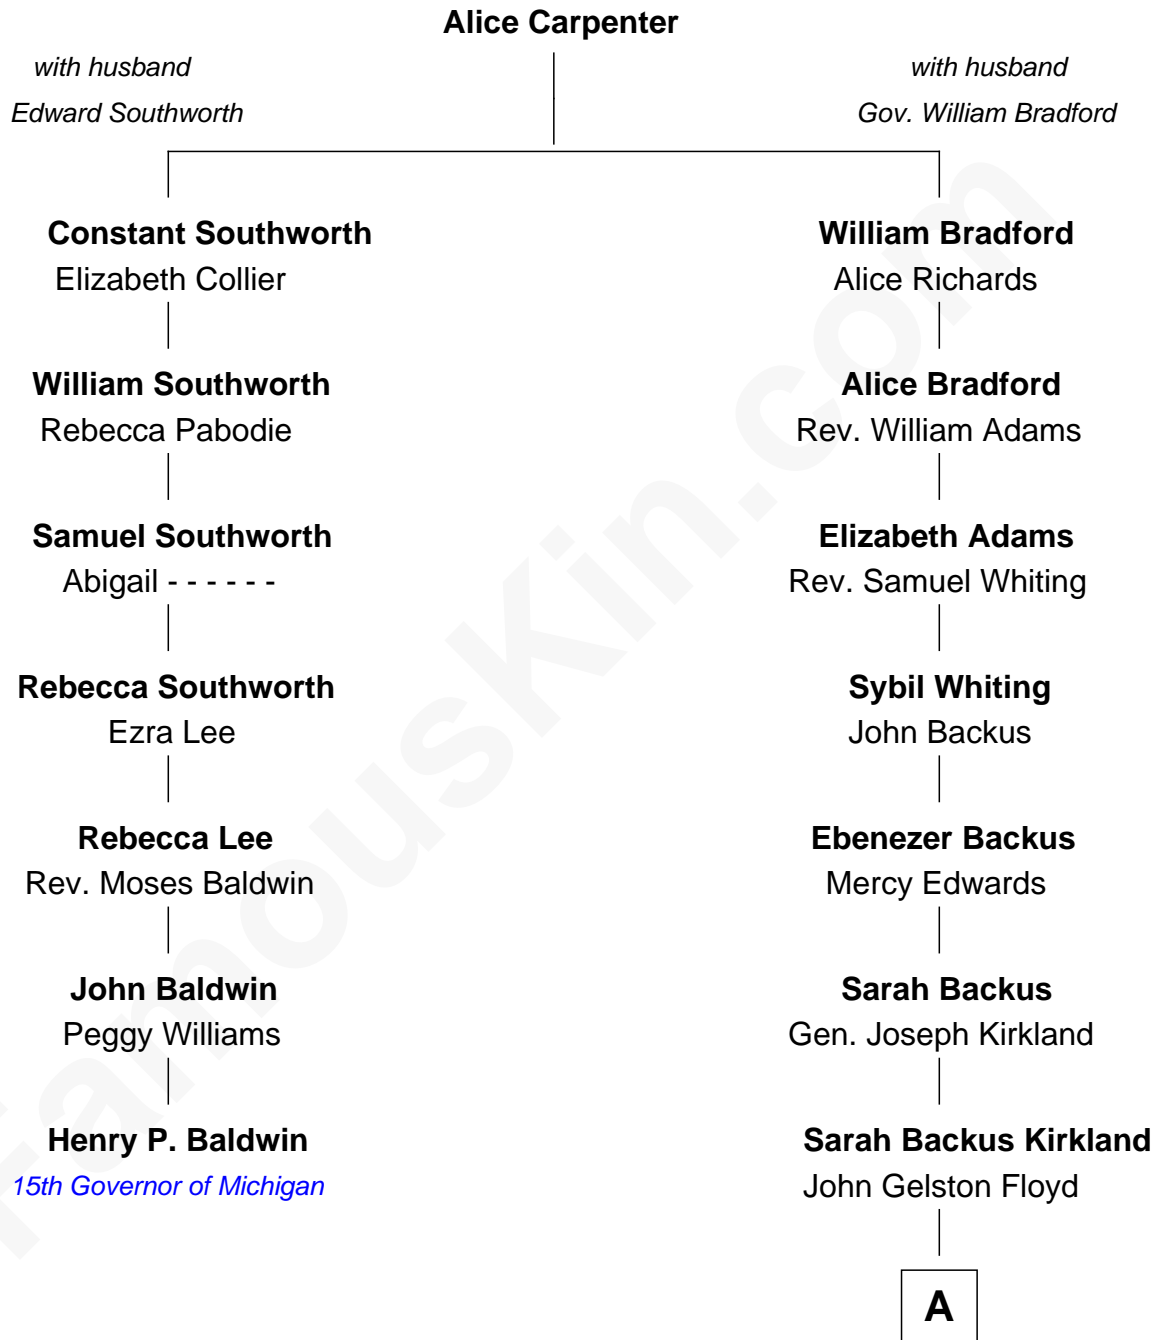 Alice Carpenter
with husband
Edward Southworth
with husband
Gov. William Bradford
Constant Southworth
Elizabeth Collier
William Southworth
Rebecca Pabodie
Samuel Southworth
Abigail - - - - - -
Rebecca Southworth
Ezra Lee
Rebecca Lee
Rev. Moses Baldwin
John Baldwin
Peggy Williams
Henry P. Baldwin
15th Governor of Michigan
William Bradford
Alice Richards
Alice Bradford
Rev. William Adams
Elizabeth Adams
Rev. Samuel Whiting
Sybil Whiting
John Backus
Ebenezer Backus
Mercy Edwards
Sarah Backus
Gen. Joseph Kirkland
Sarah Backus Kirkland
John Gelston Floyd
A
FamousKin.com